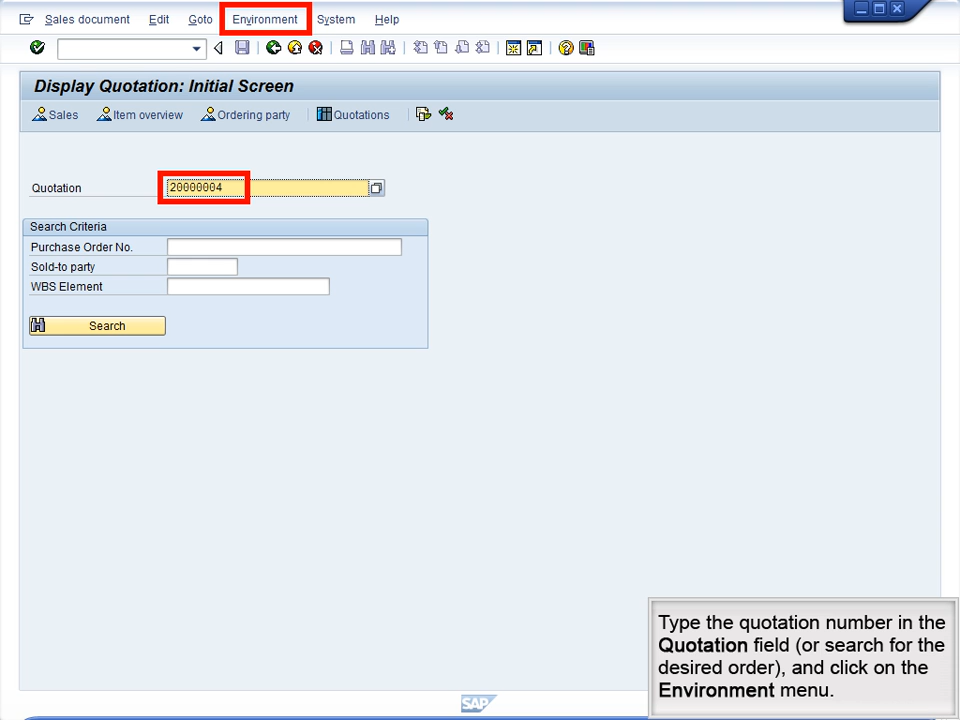 Sales document Edit Goto Environment System Help
Display Quotation: Initial Screen
Sales Item overview Ordering party Quotations
Quotation 20000004
Search Criteria
Purchase Order No.
Sold-to party
WBS Element
Search
Type the quotation number in the
Quotation field (or search for the
desired order), and click on the
Environment menu.
SAP